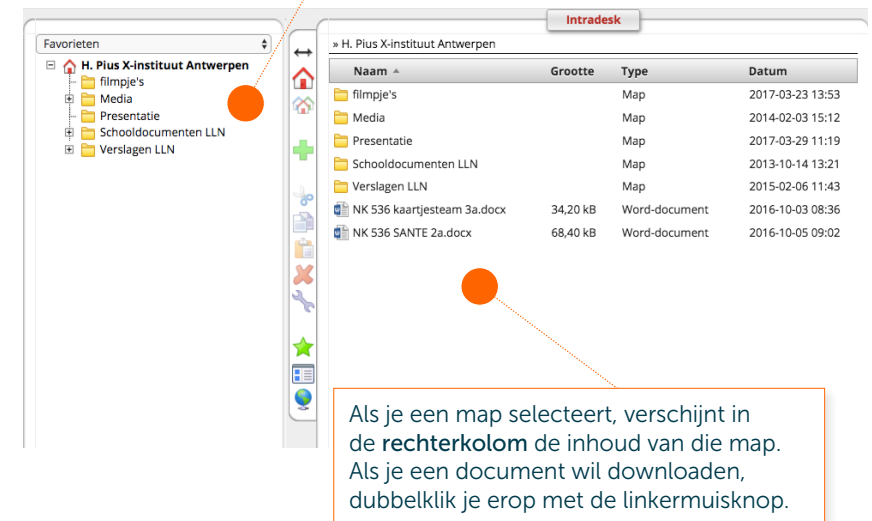 Intradesk
Favorieten
H. Pius X-instituut Antwerpen
filmpje's
Media
Presentatie
Schooldocumenten LLN
Verslagen LLN
» H. Pius X-instituut Antwerpen
Naam Grootte Type Datum
filmpje's Map 2017-03-23 13:53
Media Map 2014-02-03 15:12
Presentatie Map 2017-03-29 11:19
Schooldocumenten LLN Map 2013-10-14 13:21
Verslagen LLN Map 2015-02-06 11:43
NK 536 kaartjesteam 3a.docx 34,20 kB Word-document 2016-10-03 08:36
NK 536 SANTE 2a.docx 68,40 kB Word-document 2016-10-05 09:02
Als je een map selecteert, verschijnt in
de rechterkolom de inhoud van die map.
Als je een document wil downloaden,
dubbelklik je erop met de linkermuisknop.